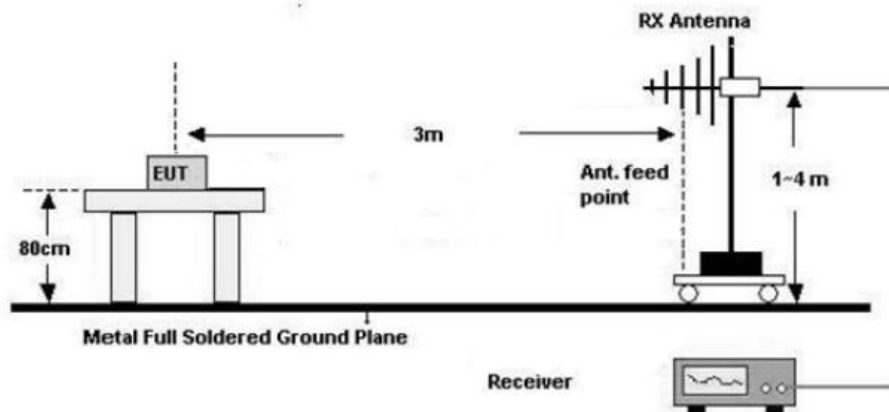 RX Antenna
3m
EUT
Ant. feed
point
1~4 m
80cm
Metal Full Soldered Ground Plane
Receiver